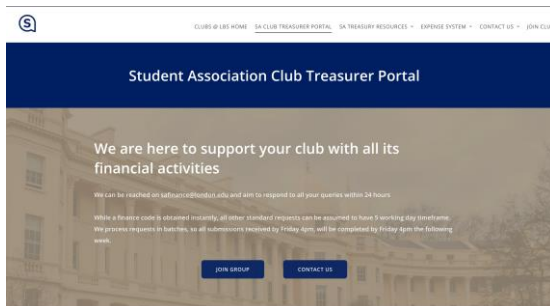 S
CLUBS @ LBS HOME SA CLUB TREASURER PORTAL SA TREASURY RESOURCES EXPENSE SYSTEM CONTACT US JOIN CLU
Student Association Club Treasurer Portal
We are here to support your club with all its
financial activities
We can be reached on safinance@london.edu and aim to respond to all your queries within 24 hours
While a finance code is obtained instantly, all other standard requests can be assumed to have 5 working day timeframe.
We process requests in batches, so all submissions received by Friday 4pm, will be completed by Friday 4pm the following
week.
JOIN GROUP CONTACT US